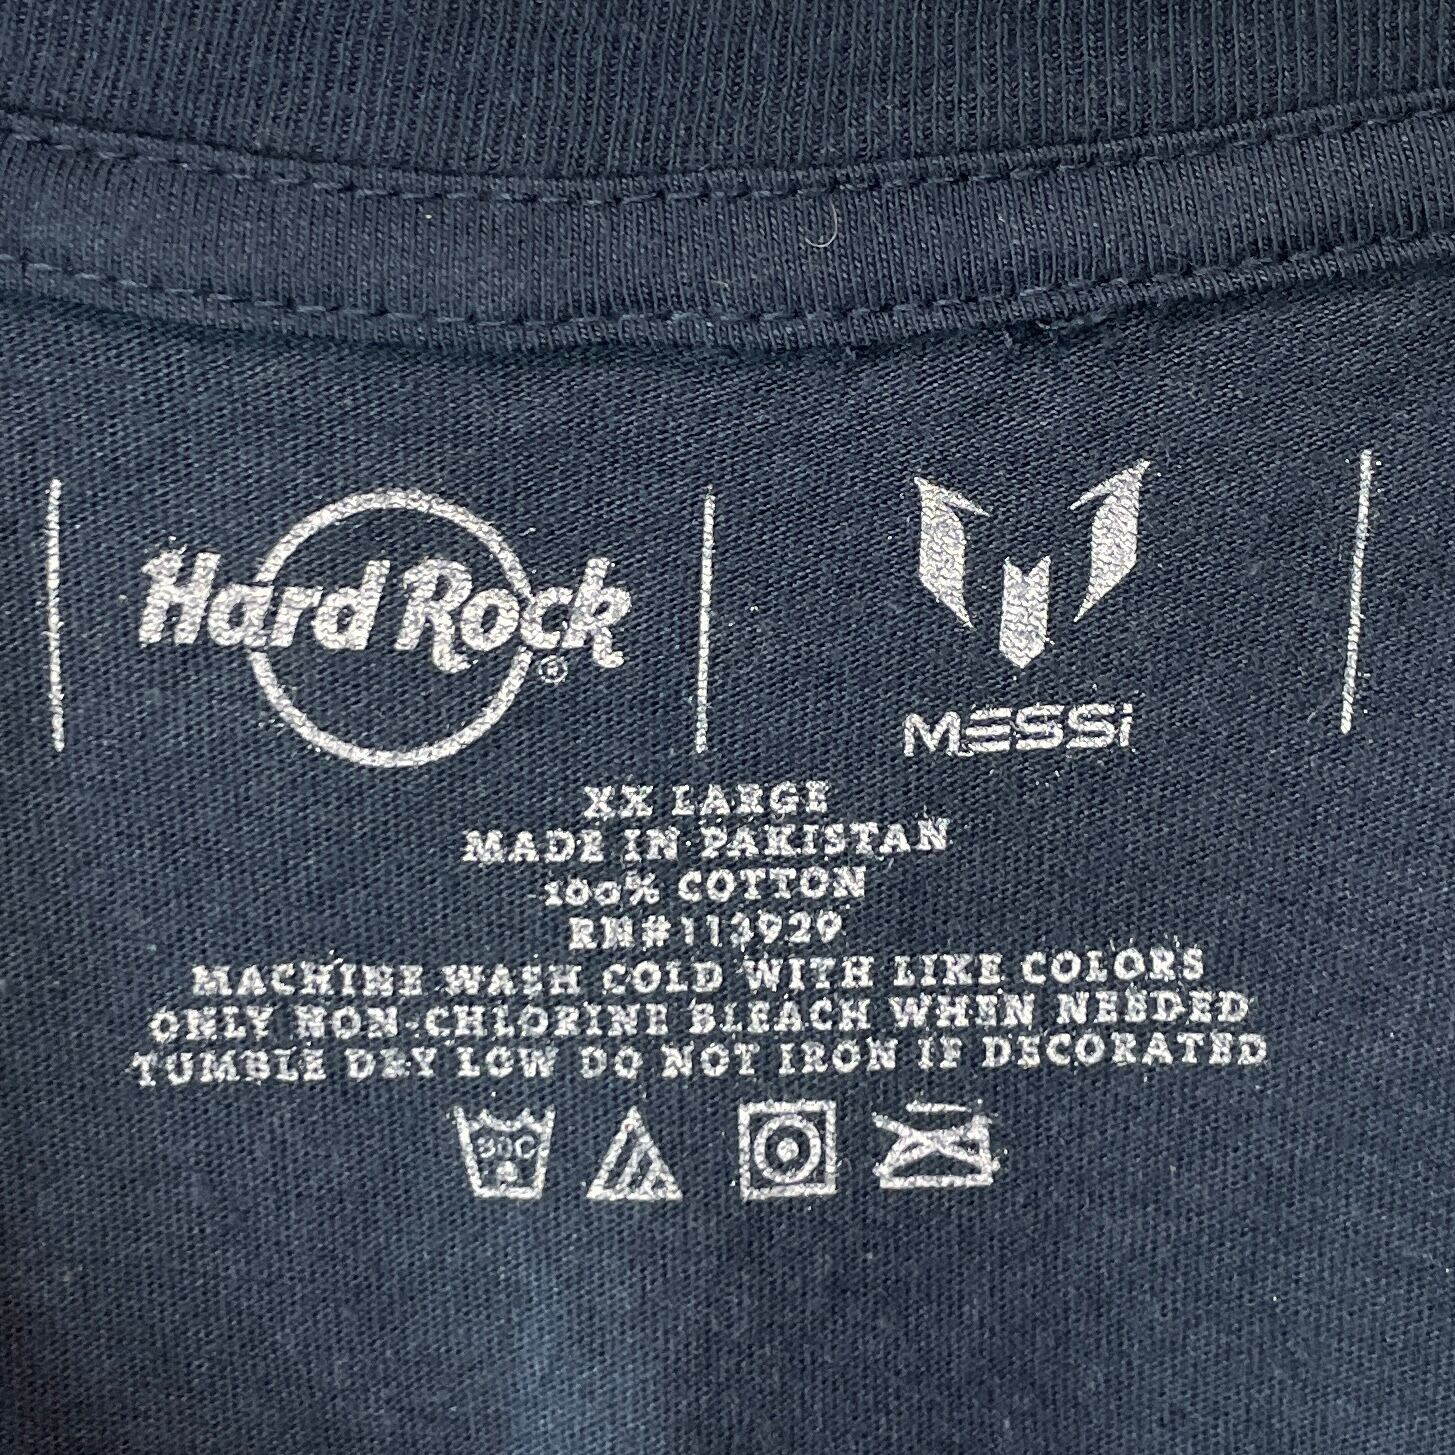 Hard Rock ®
MESSi
XX LARGE
MADE IN PAKISTAN
100% COTTON
RN#113929
MACHINE WASH COLD WITH LIKE COLORS
ONLY NON-CHLORINE BLEACH WHEN NEEDED
TUMBLE DRY LOW DO NOT IRON IF DECORATED
30C